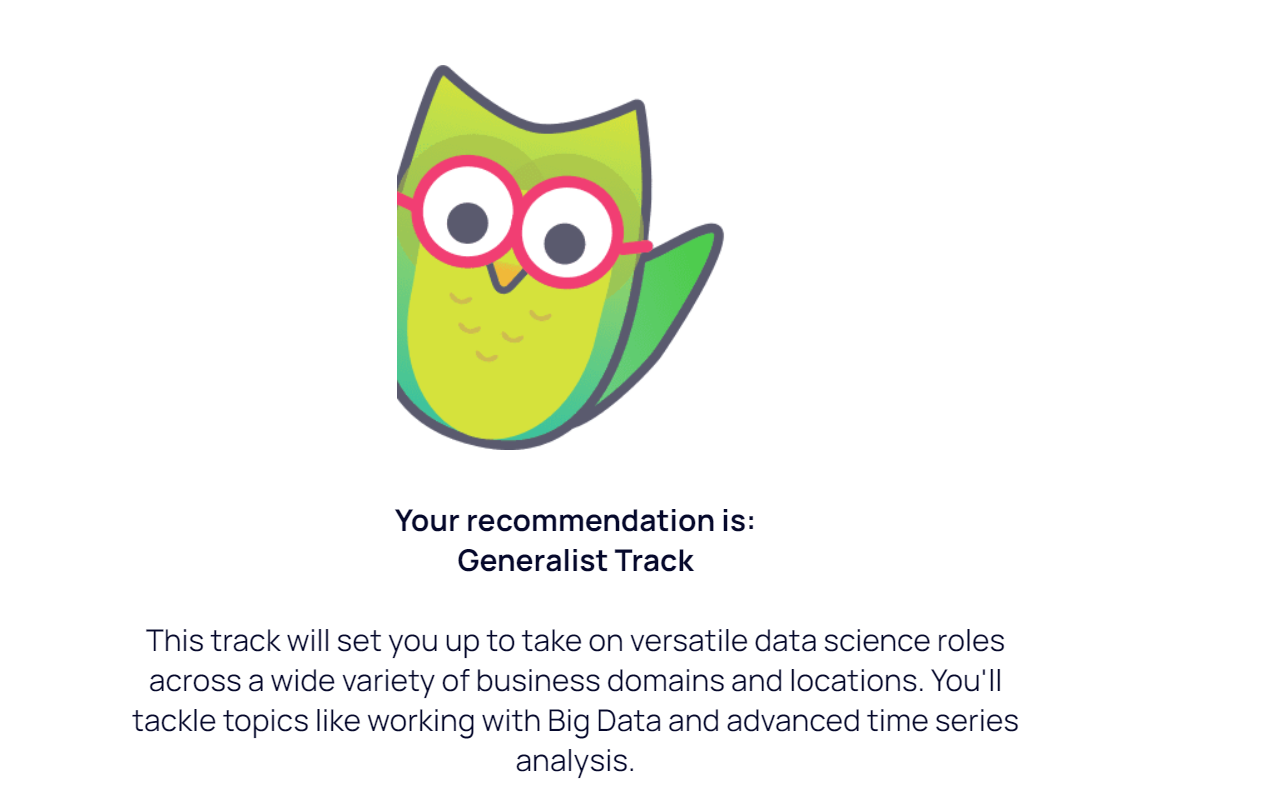 Your recommendation is:
Generalist Track
This track will set you up to take on versatile data science roles
across a wide variety of business domains and locations. You'll
tackle topics like working with Big Data and advanced time series
analysis.